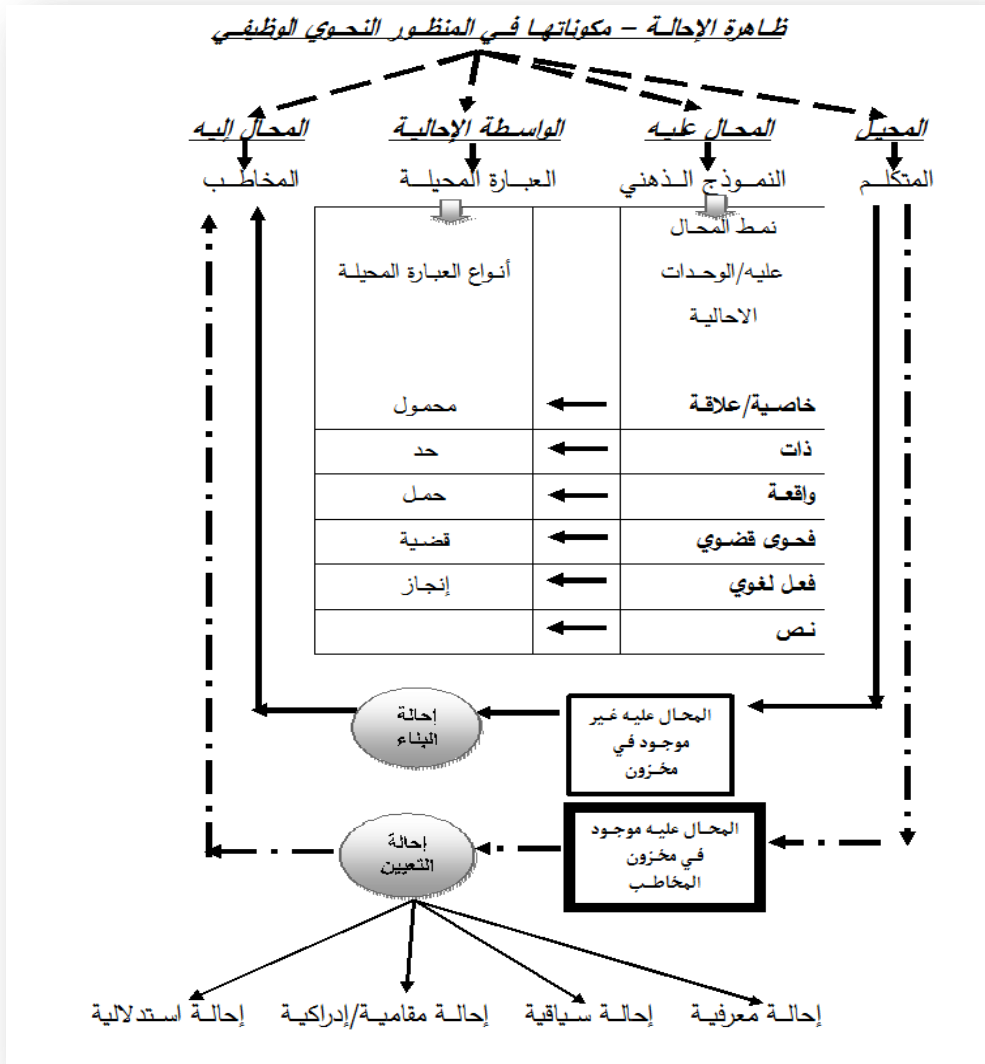 ظاهرة الإحالة – مكوناتها في المنظور النحوي الوظيفي
المحيل المحال عليه الواسطة الإحالية المحال إليه
المتكلم النموذج الذهني العبارة المحيلة المخاطب
نمط المحال
عليه/الوحدات
الاحالية
أنواع العبارة المحيلة
خاصية/علاقة محمول
ذات حد
واقعة حمل
فحوى قضوي قضية
فعل لغوي إنجاز
نص
المحال عليه غير
موجود في
مخزون
إحالة
البناء
المحال عليه موجود
في مخزون
المخاطب
إحالة
التعيين
إحالة معرفية إحالة سياقية إحالة مقامية/إدراكية إحالة استدلالية